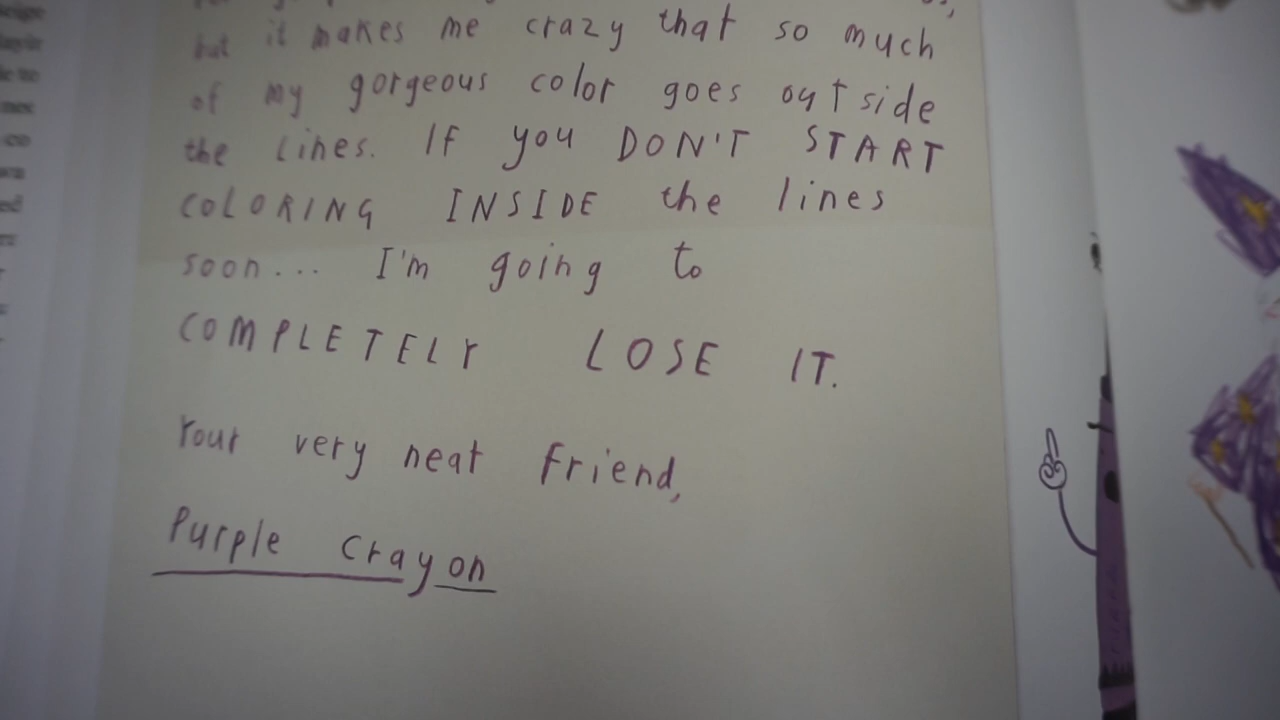 but it makes me crazy that so much
of my gorgeous color goes outside
the lines. If you DON'T START
COLORING INSIDE the lines
soon... I'm going to
COMPLETELY LOSE IT.
Your very neat friend,
Purple Crayon